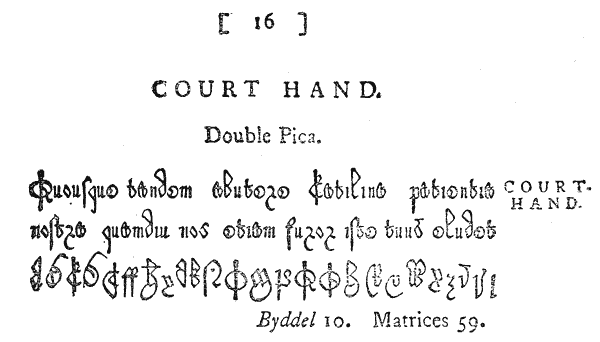 [ 16 ]
COURT HAND.
Double Pica.
Quousque tandem abutere Catilina patientia
nostra quamdiu nos etiam furor iste tuus eludet
COURT-
HAND.
Byddel 10. Matrices 59.